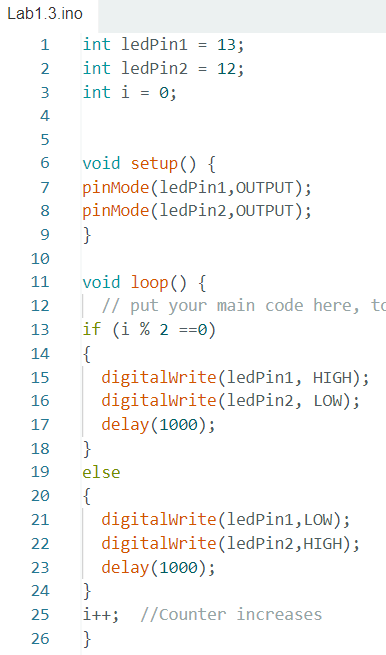 Lab1.3.ino
1 int ledPin1 = 13;
2 int ledPin2 = 12;
3 int i = 0;
4
5
6 void setup() {
7 pinMode(ledPin1,OUTPUT);
8 pinMode(ledPin2,OUTPUT);
9 }
10
11 void loop() {
12 // put your main code here, to
13 if (i % 2 ==0)
14 {
15 digitalWrite(ledPin1, HIGH);
16 digitalWrite(ledPin2, LOW);
17 delay(1000);
18 }
19 else
20 {
21 digitalWrite(ledPin1,LOW);
22 digitalWrite(ledPin2,HIGH);
23 delay(1000);
24 }
25 i++; //Counter increases
26 }